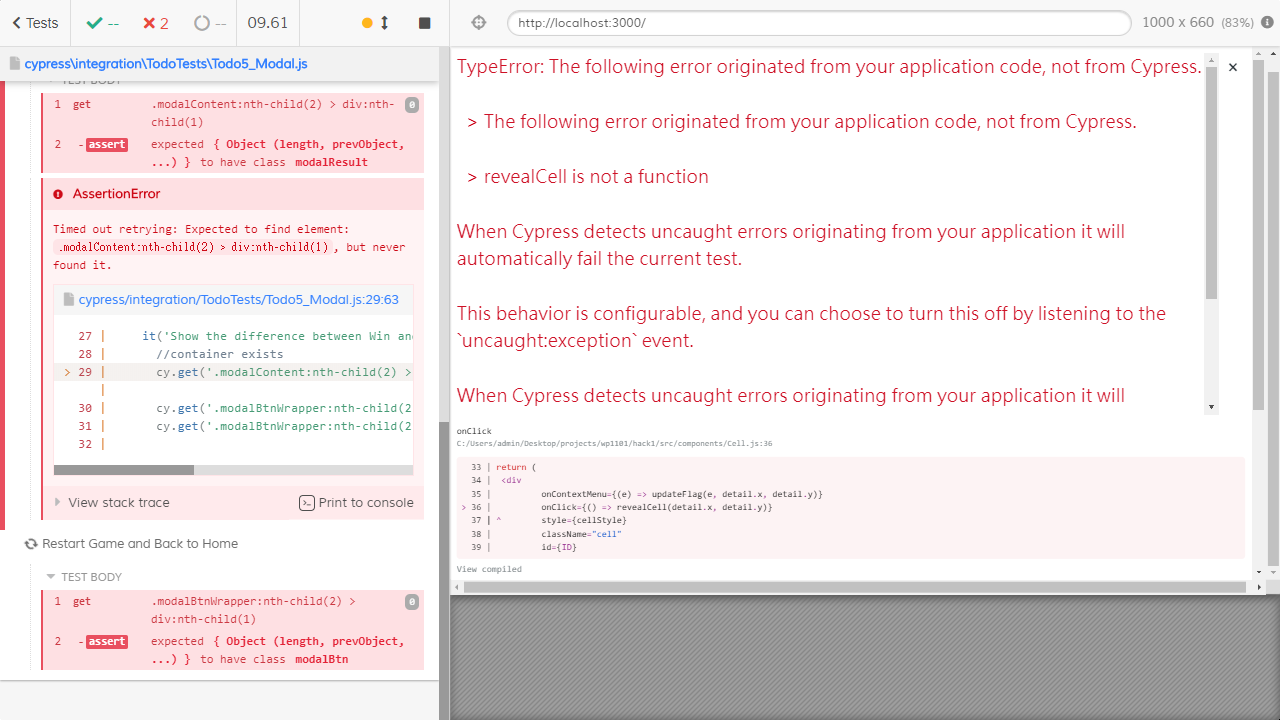 Tests
--
2
--
09.61
http://localhost:3000/
1000 x 660 (83%)
cypress\integration\TodoTests\Todo5_Modal.js
TEST BODY
1 get .modalContent:nth-child(2) > div:nth-
child(1)
0
2 - assert expected { Object (length, prevObject,
...) } to have class modalResult
AssertionError
Timed out retrying: Expected to find element:
.modalContent:nth-child(2) > div:nth-child(1) , but never
found it.
cypress/integration/TodoTests/Todo5_Modal.js:29:63
27 | it('Show the difference between Win an
28 | //container exists
> 29 | cy.get('.modalContent:nth-child(2) >
|
30 | cy.get('.modalBtnWrapper:nth-child(2
31 | cy.get('.modalBtnWrapper:nth-child(2
32 |
View stack trace
Print to console
Restart Game and Back to Home
TEST BODY
1 get .modalBtnWrapper:nth-child(2) >
div:nth-child(1)
0
2 - assert expected { Object (length, prevObject,
...) } to have class modalBtn
TypeError: The following error originated from your application code, not from Cypress.
> The following error originated from your application code, not from Cypress.
> revealCell is not a function
When Cypress detects uncaught errors originating from your application it will
automatically fail the current test.
This behavior is configurable, and you can choose to turn this off by listening to the
`uncaught:exception` event.
When Cypress detects uncaught errors originating from your application it will
onClick
C:/Users/admin/Desktop/projects/wp1101/hack1/src/components/Cell.js:36
33 | return (
34 | <div
35 | onContextMenu={(e) => updateFlag(e, detail.x, detail.y)}
> 36 | onClick={() => revealCell(detail.x, detail.y)}
37 | ^ style={cellStyle}
38 | className="cell"
39 | id={ID}
View compiled